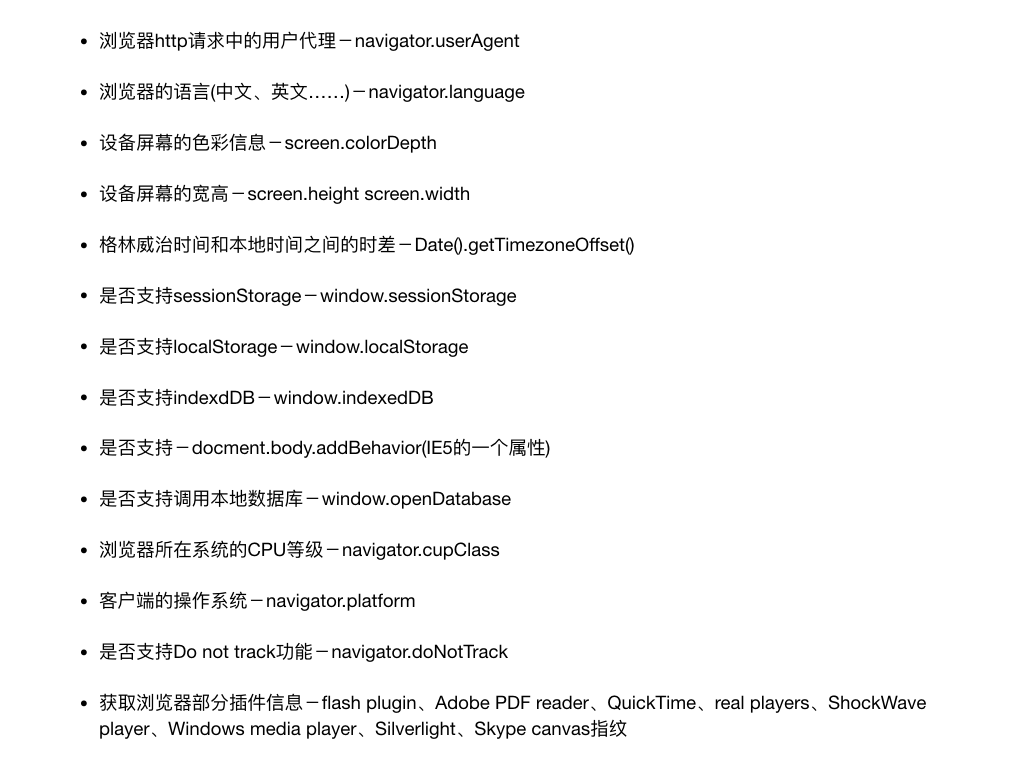 浏览器http请求中的用户代理－navigator.userAgent
浏览器的语言(中文、英文……)－navigator.language
设备屏幕的色彩信息－screen.colorDepth
设备屏幕的宽高－screen.height screen.width
格林威治时间和本地时间之间的时差－Date().getTimezoneOffset()
是否支持sessionStorage－window.sessionStorage
是否支持localStorage－window.localStorage
是否支持indexdDB－window.indexedDB
是否支持－docment.body.addBehavior(IE5的一个属性)
是否支持调用本地数据库－window.openDatabase
浏览器所在系统的CPU等级－navigator.cupClass
客户端的操作系统－navigator.platform
是否支持Do not track功能－navigator.doNotTrack
获取浏览器部分插件信息－flash plugin、Adobe PDF reader、QuickTime、real players、ShockWave
player、Windows media player、Silverlight、Skype canvas指纹